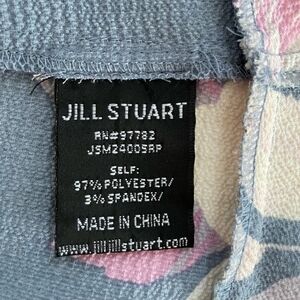 JILL STUART
RN#97782
JSM24005RP
SELF:
97% POLYESTER/
3% SPANDEX/
MADE IN CHINA
www.jilljillstuart.com